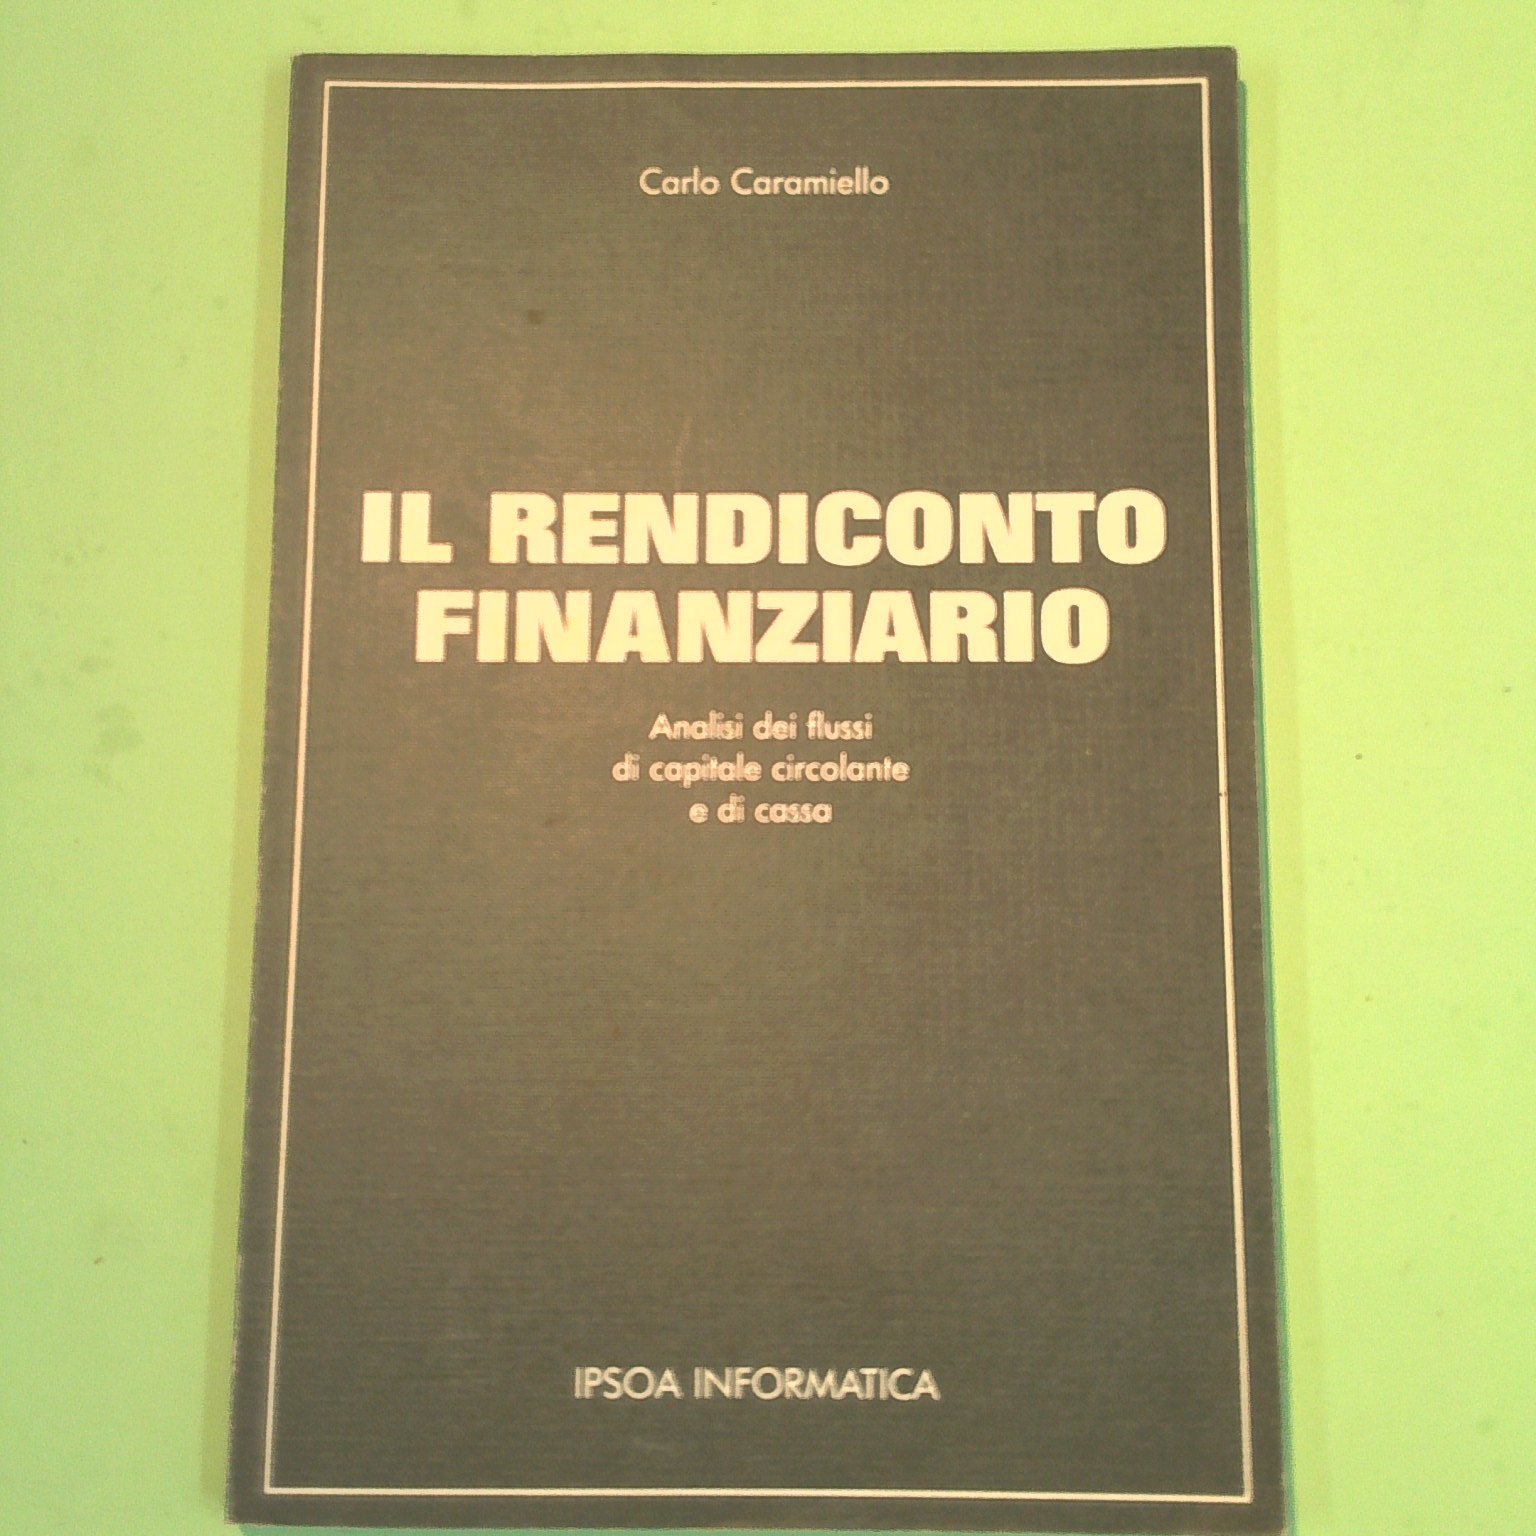 Carlo Caramiello
IL RENDICONTO
FINANZIARIO
Analisi dei flussi
di capitale circolante
e di cassa
IPSOA INFORMATICA